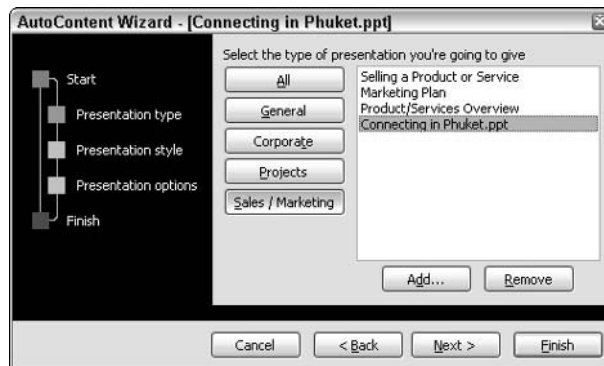 AutoContent Wizard - [Connecting in Phuket.ppt]
Select the type of presentation you're going to give
Start
Presentation type
Presentation style
Presentation options
Finish
All
General
Corporate
Projects
Sales / Marketing
Selling a Product or Service
Marketing Plan
Product/Services Overview
Connecting in Phuket.ppt
Add...
Remove
Cancel
< Back
Next >
Finish